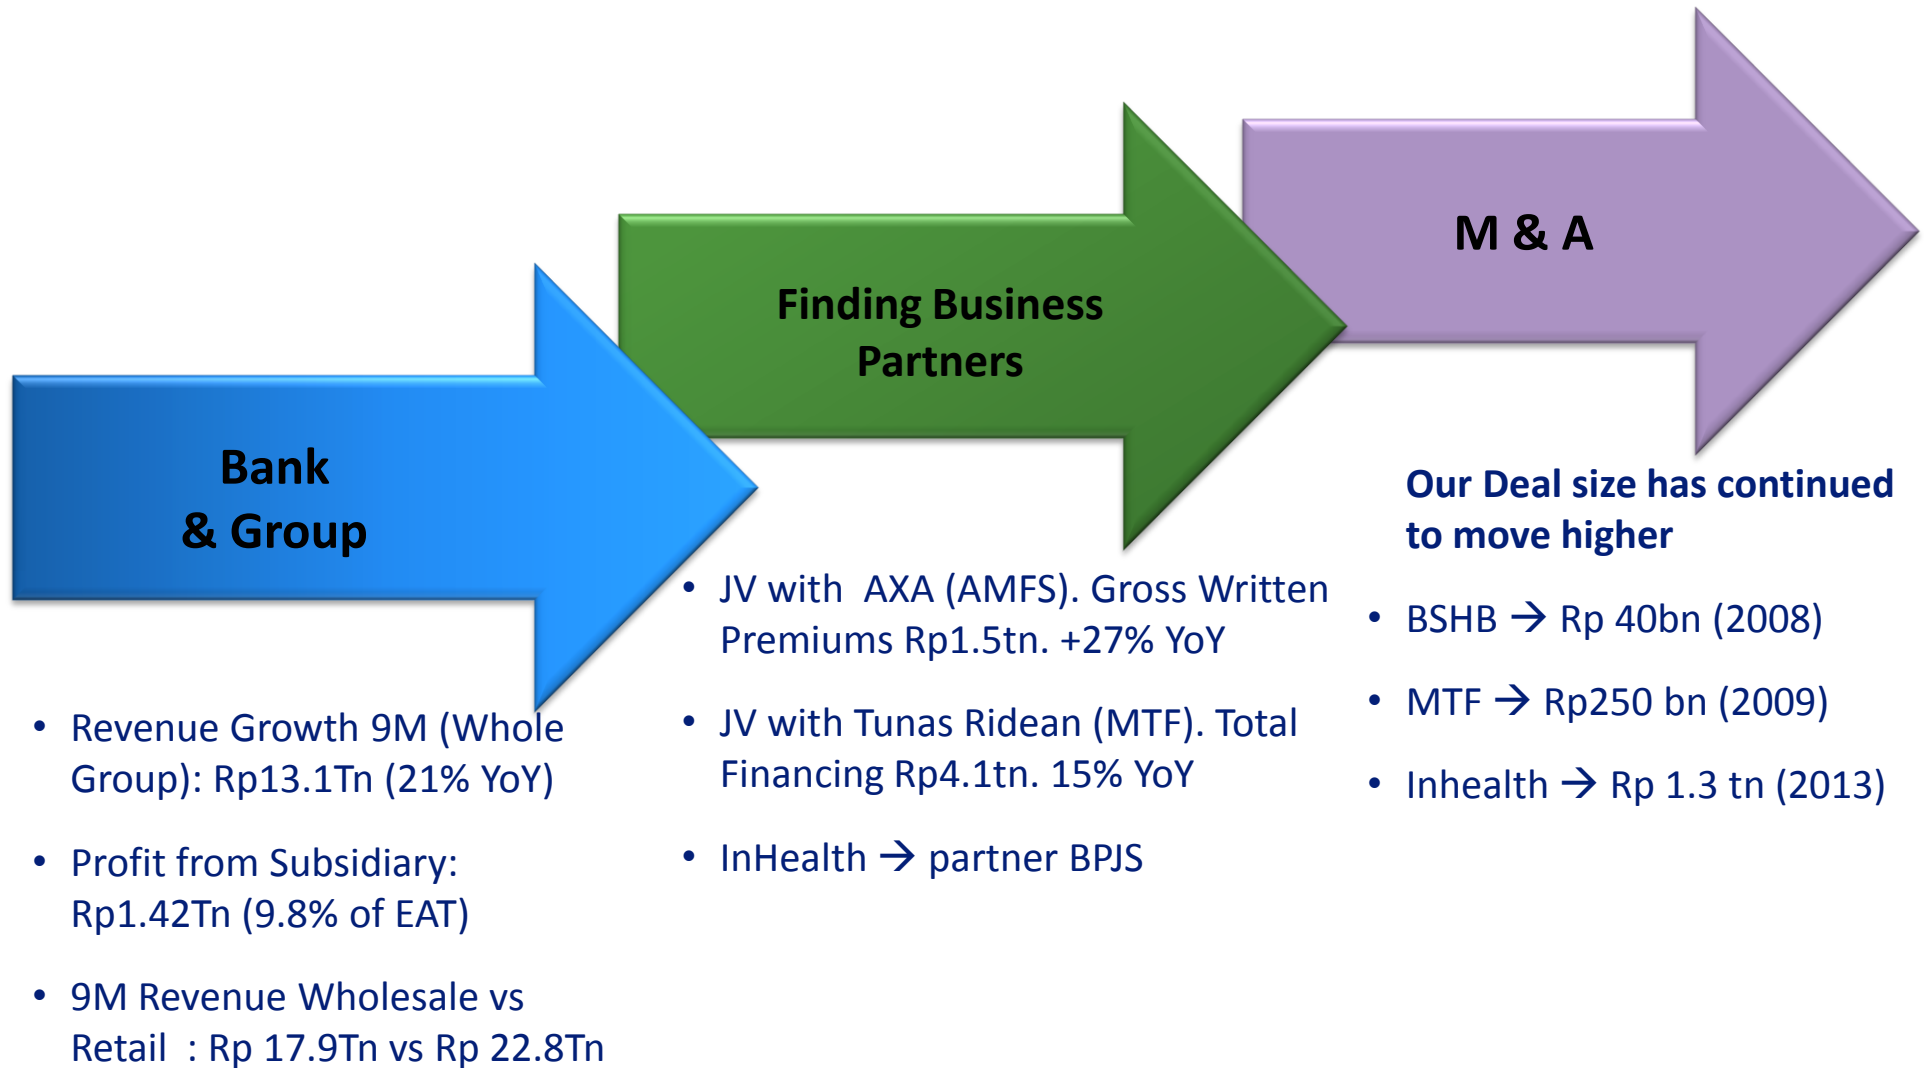 Bank
& Group
• Revenue Growth 9M (Whole
Group): Rp13.1Tn (21% YoY)
• Profit from Subsidiary:
Rp1.42Tn (9.8% of EAT)
• 9M Revenue Wholesale vs
Retail : Rp 17.9Tn vs Rp 22.8Tn
Finding Business
Partners
• JV with AXA (AMFS). Gross Written
Premiums Rp1.5tn. +27% YoY
• JV with Tunas Ridean (MTF). Total
Financing Rp4.1tn. 15% YoY
• InHealth → partner BPJS
M & A
Our Deal size has continued
to move higher
• BSHB → Rp 40bn (2008)
• MTF → Rp250 bn (2009)
• Inhealth → Rp 1.3 tn (2013)